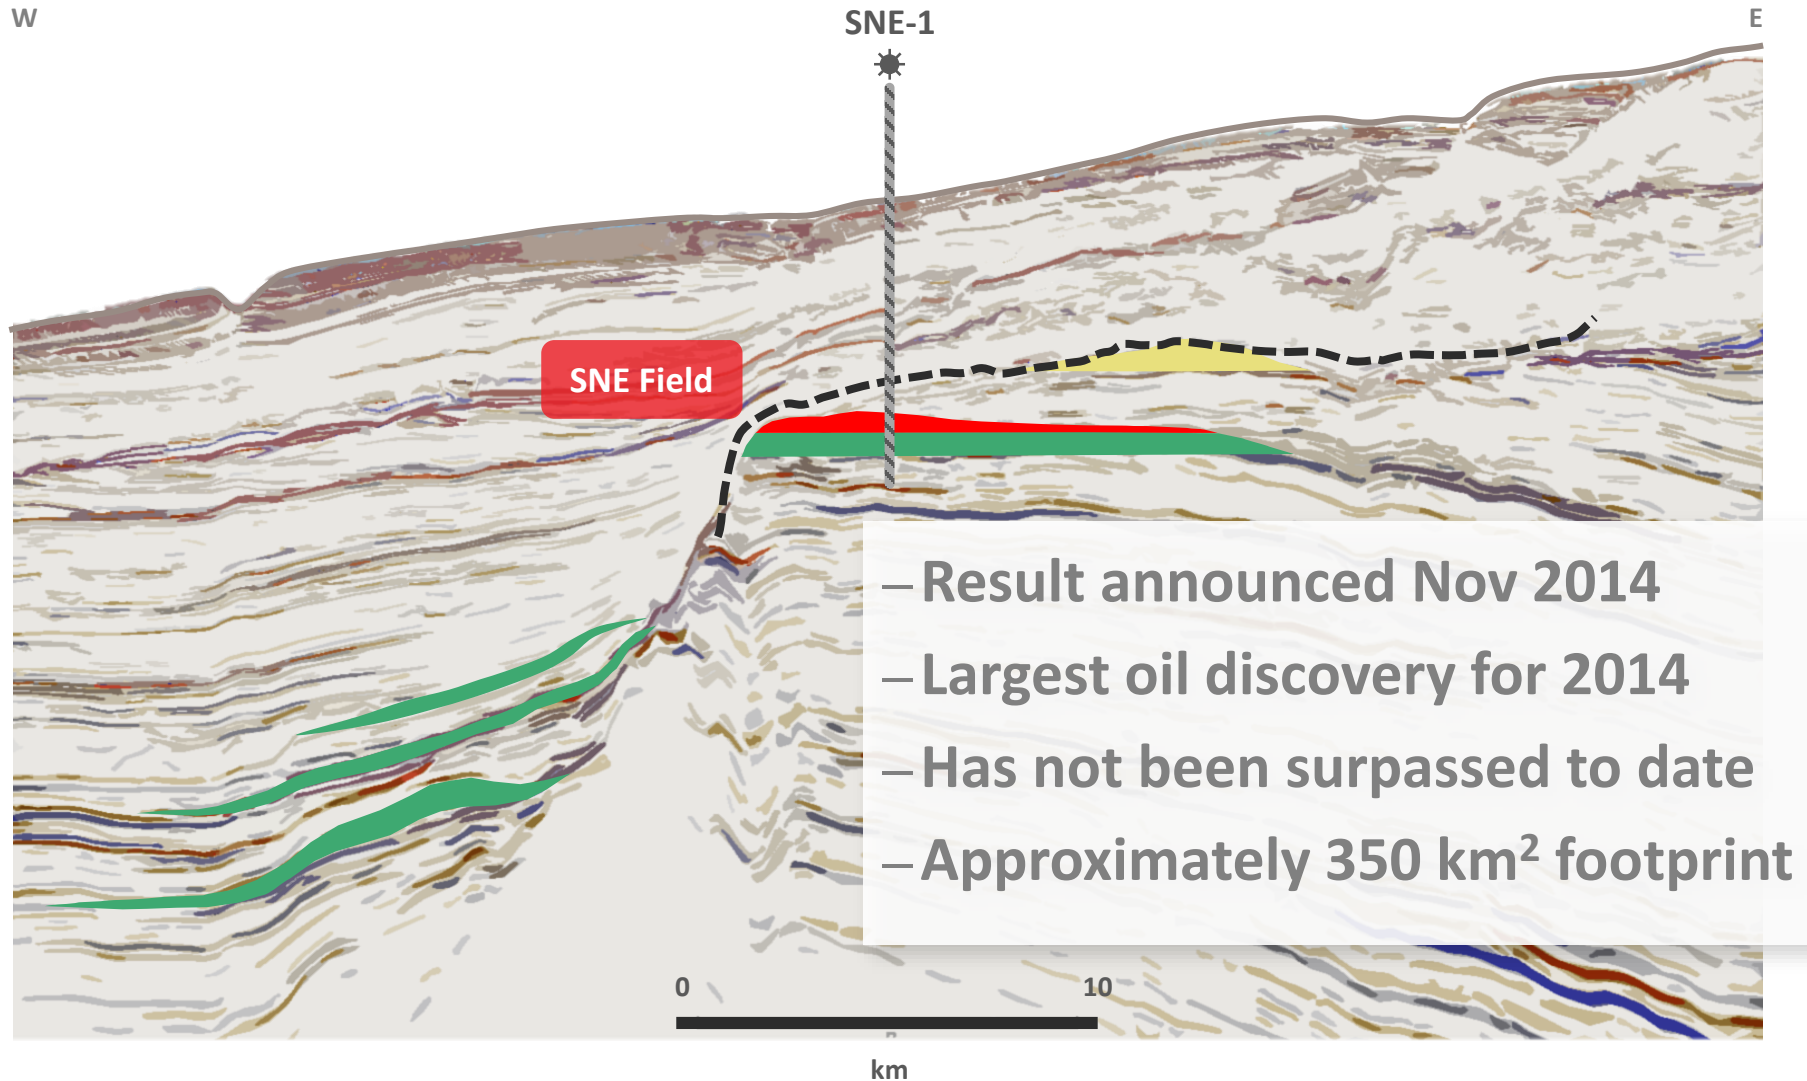 W
SNE-1
E
SNE Field
– Result announced Nov 2014
– Largest oil discovery for 2014
– Has not been surpassed to date
– Approximately 350 km² footprint
0 10
km